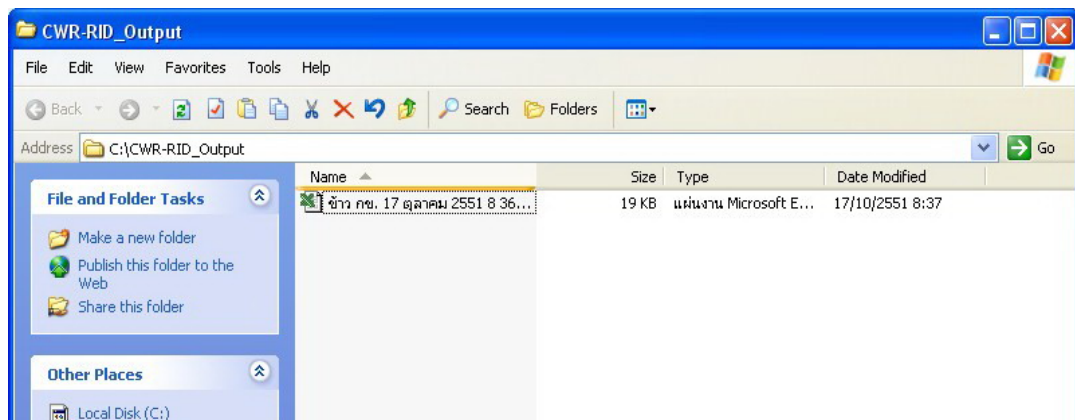 CWR-RID_Output
File Edit View Favorites Tools Help
Back Search Folders
Address C:\CWR-RID_Output Go
Name Size Type Date Modified
File and Folder Tasks
ข้าว กข. 17 ตุลาคม 2551 8 36... 19 KB แผ่นงาน Microsoft E... 17/10/2551 8:37
Make a new folder
Publish this folder to the
Web
Share this folder
Other Places
Local Disk (C:)